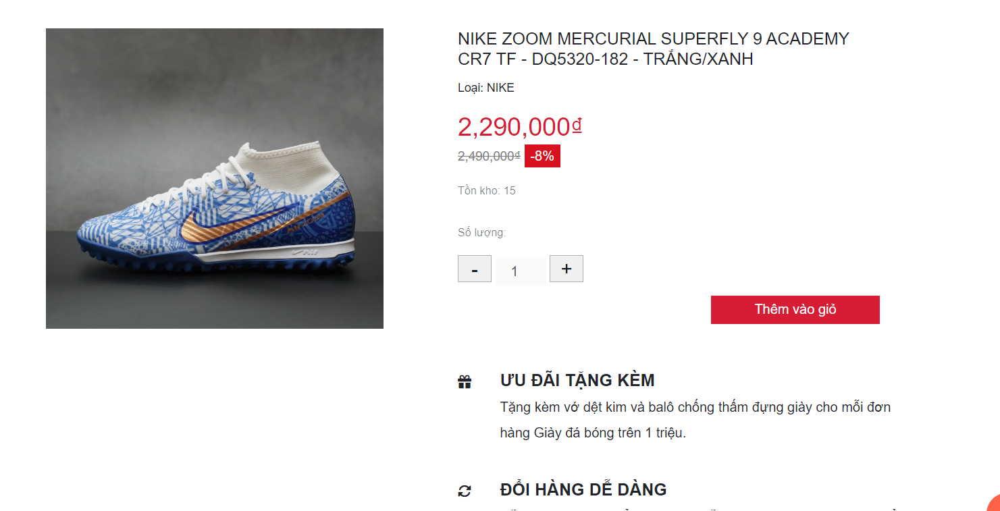 NIKE ZOOM MERCURIAL SUPERFLY 9 ACADEMY
CR7 TF - DQ5320-182 - TRẮNG/XANH
Loại: NIKE
2,290,000₫
2,490,000₫ -8%
Tồn kho: 15
Số lượng:
- 1 +
Thêm vào giỏ
ƯU ĐÃI TẶNG KÈM
Tặng kèm vớ dệt kim và balô chống thấm đựng giày cho mỗi đơn
hàng Giày đá bóng trên 1 triệu.
ĐỔI HÀNG DỄ DÀNG